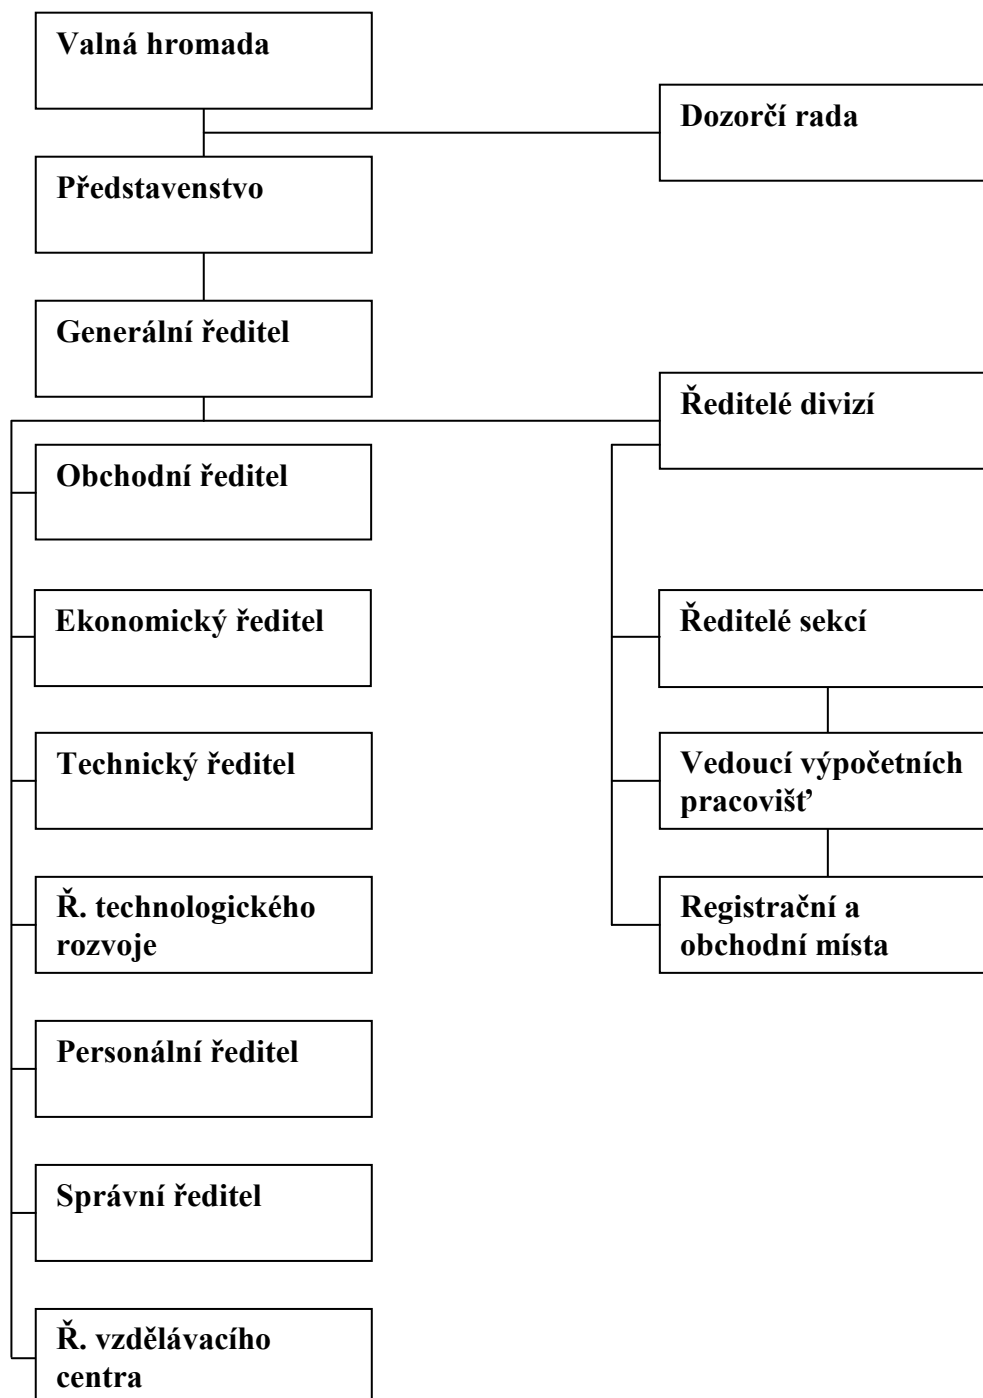 Valná hromada
Dozorčí rada
Představenstvo
Generální ředitel
Ředitelé divizí
Obchodní ředitel
Ekonomický ředitel
Ředitelé sekcí
Technický ředitel
Vedoucí výpočetních
pracovišť
Ř. technologického
rozvoje
Registrační a
obchodní místa
Personální ředitel
Správní ředitel
Ř. vzdělávacího
centra